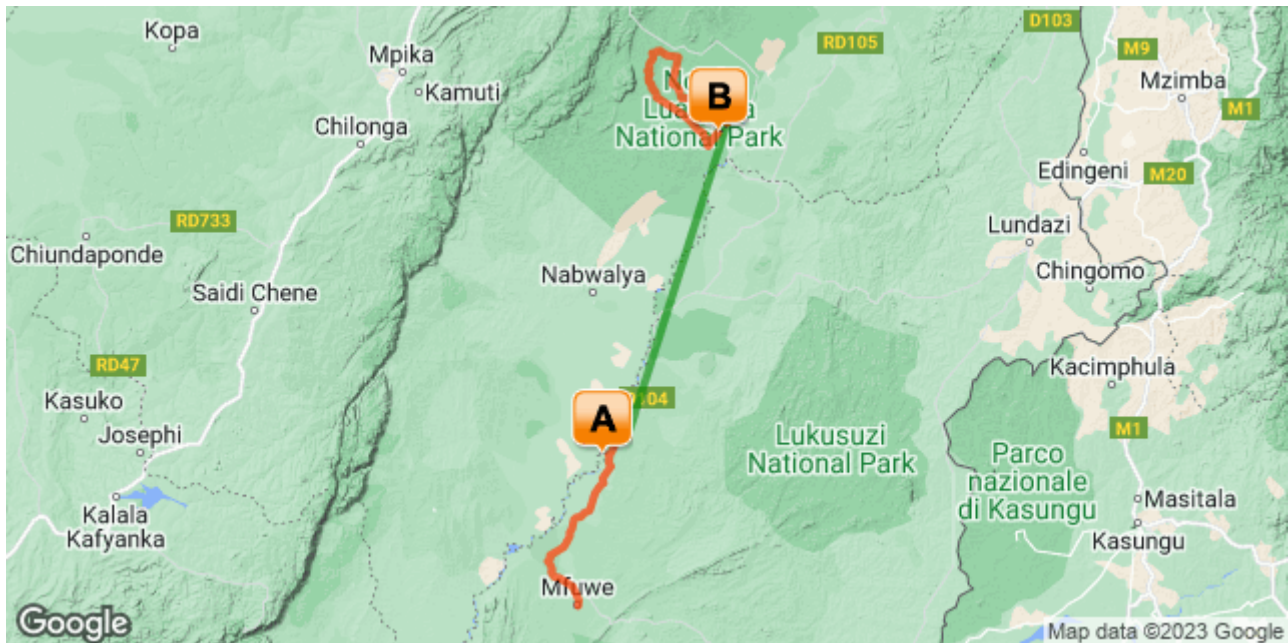 Kopa
Mpika
Kamuti
Chilonga
RD105
D103
M9
Mzimba
M1
B
National Park
Edingeni
M20
RD733
Chiundaponde
Saidi Chene
Nabwalya
Lundazi
Chingomo
RD47
Kasuko
Josephi
A
104
Kacimphula
M1
Lukusuzi
National Park
Parco
nazionale
di Kasungu
Masitala
Kasungu
Kalala
Kafyanka
Mfuwe
Google
Map data ©2023 Google